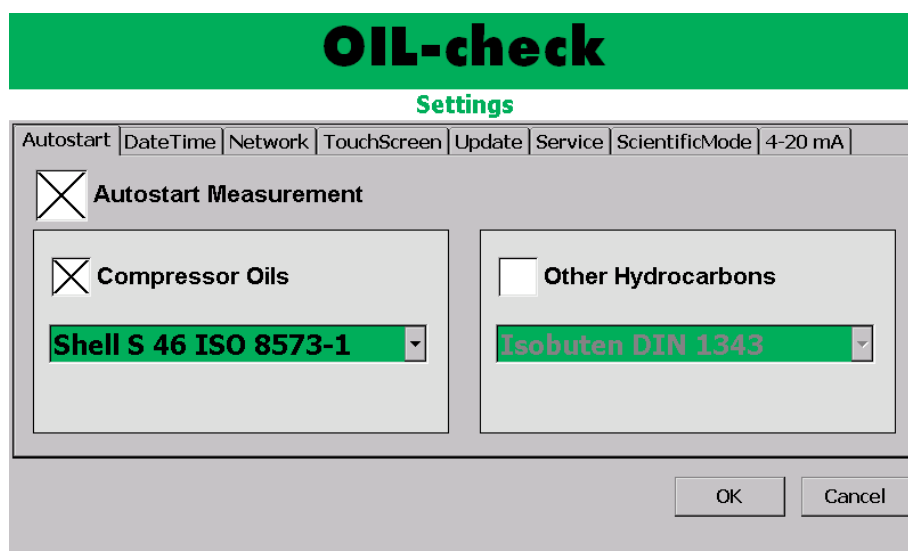 OIL-check
Settings
Autostart DateTime Network TouchScreen Update Service ScientificMode 4-20 mA
Autostart Measurement
Compressor Oils Other Hydrocarbons
Shell S 46 ISO 8573-1 Isobuten DIN 1343
OK Cancel